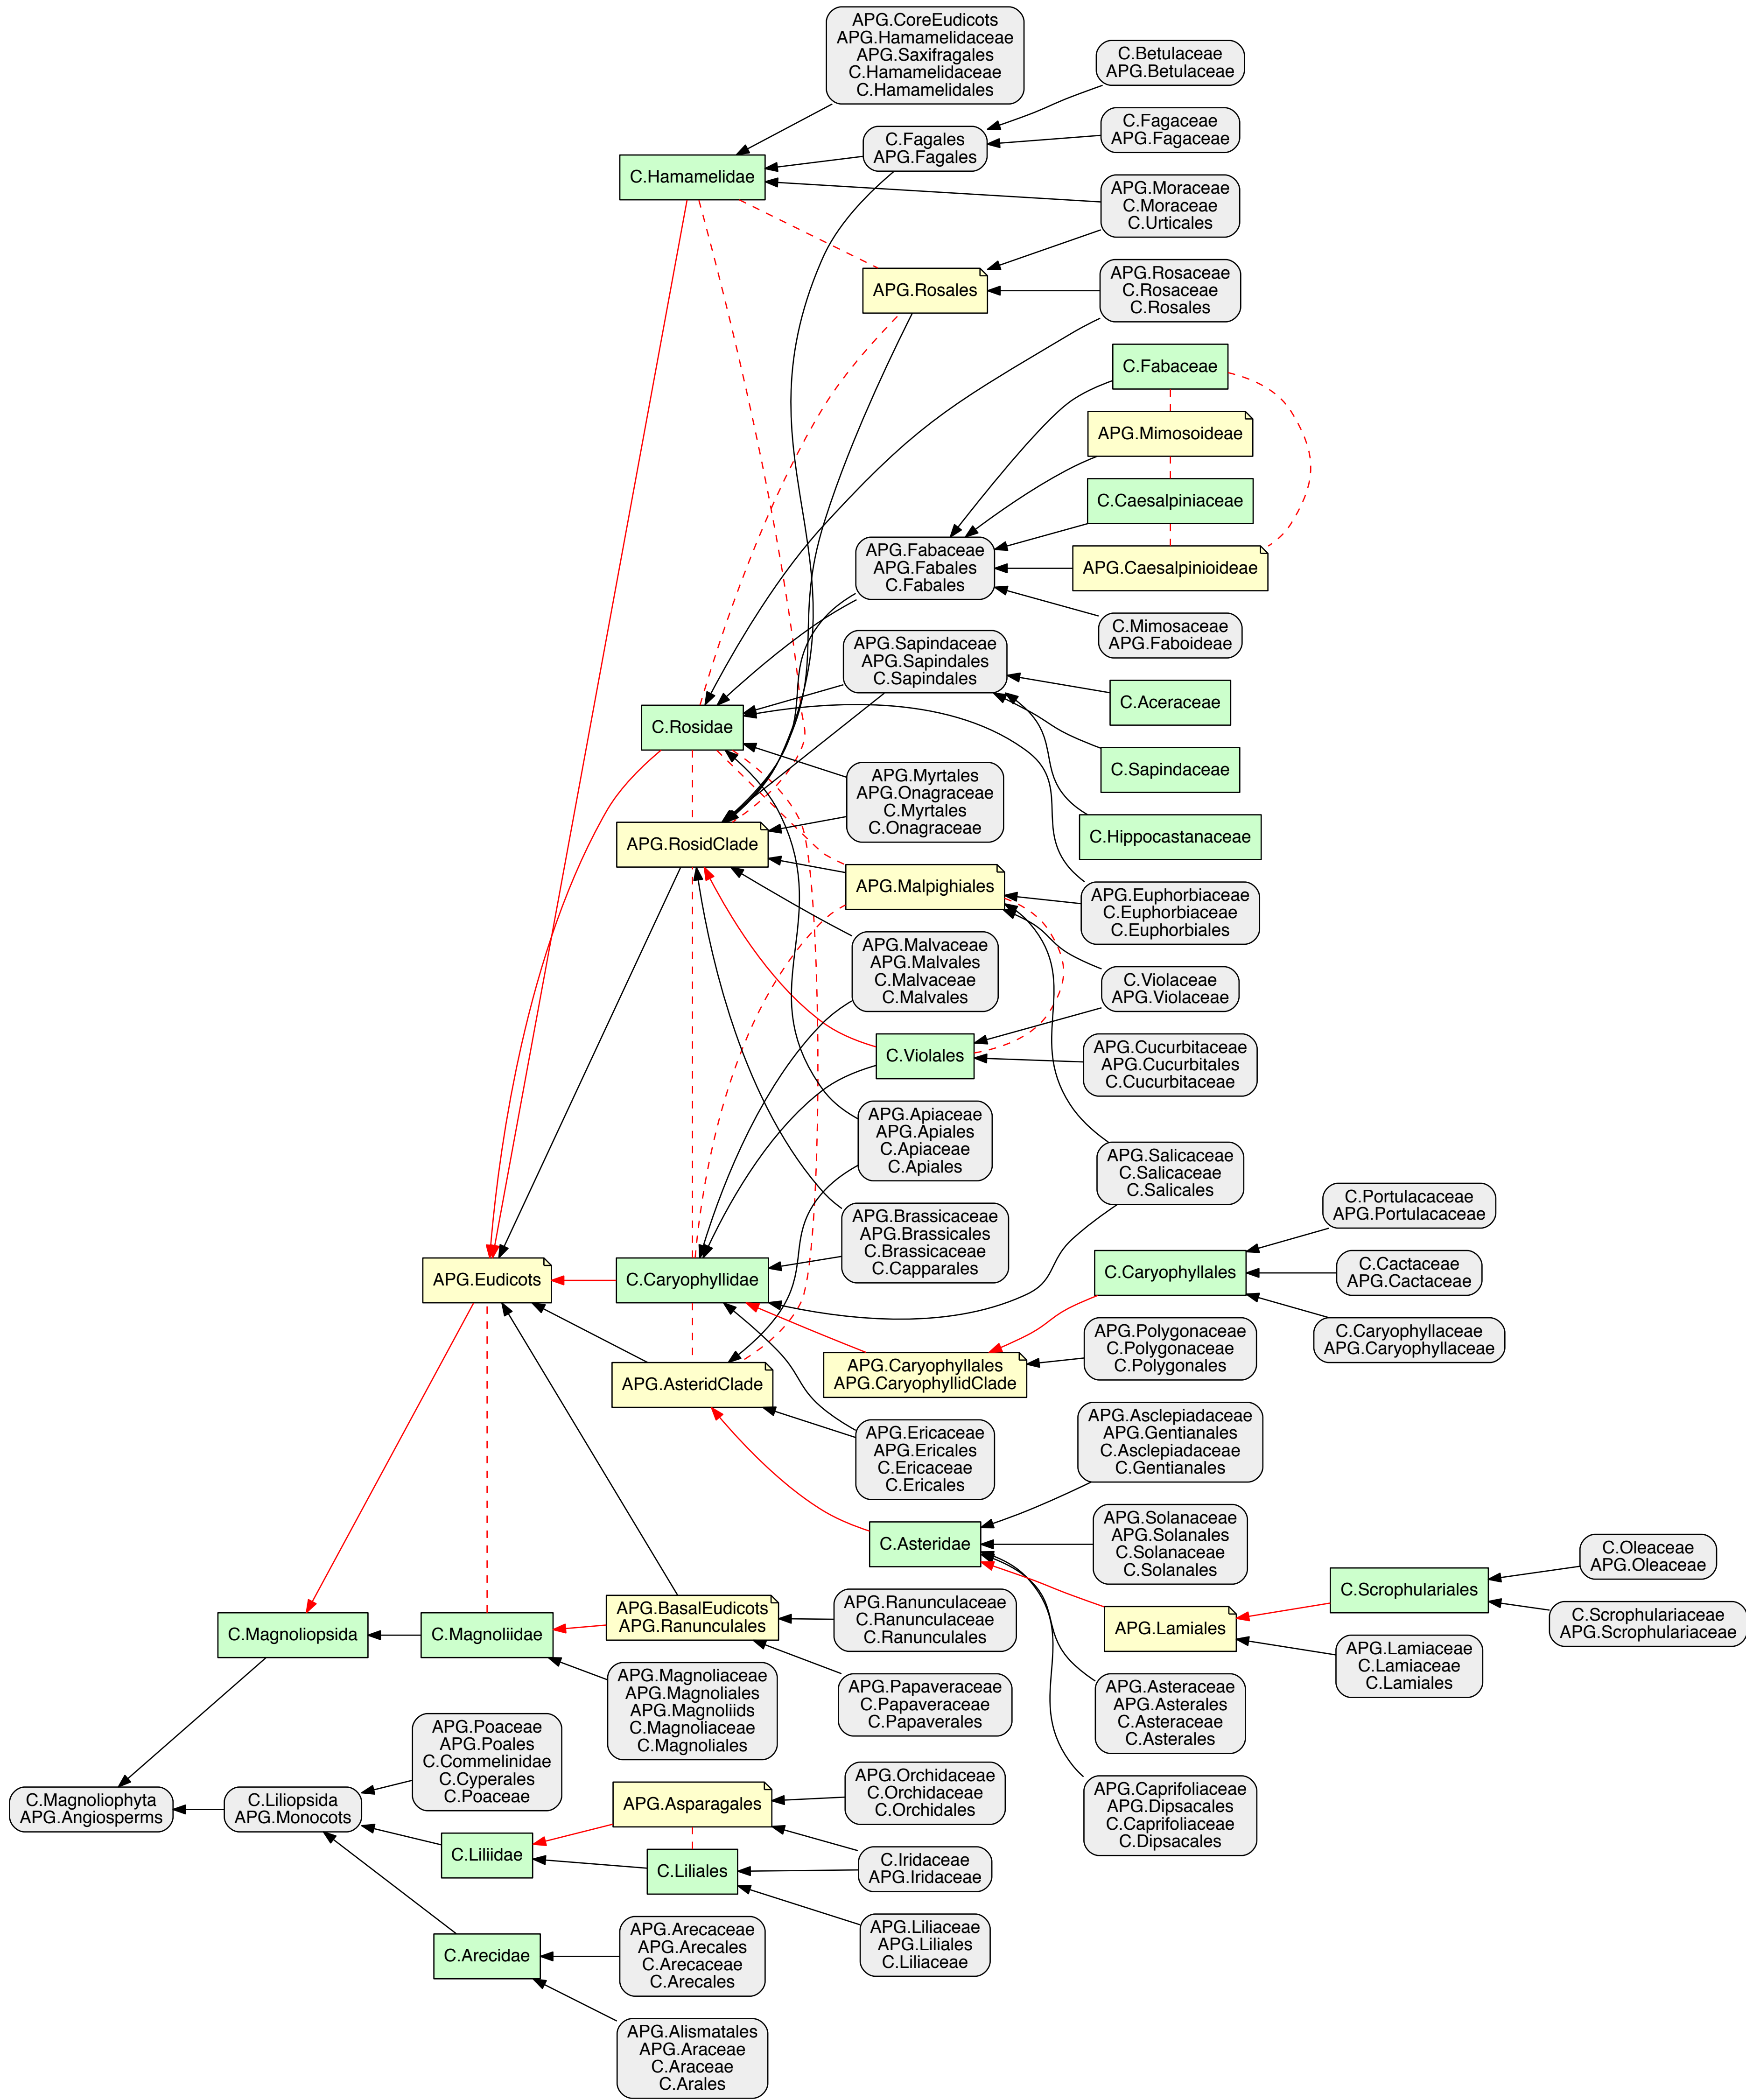 APG.CoreEudicots
APG.Hamamelidaceae
APG.Saxifragales
C.Hamamelidaceae
C.Hamamelidales
C.Betulaceae
APG.Betulaceae
C.Fagaceae
APG.Fagaceae
C.Fagales
APG.Fagales
C.Hamamelidae
APG.Moraceae
C.Moraceae
C.Urticales
APG.Rosales
APG.Rosaceae
C.Rosaceae
C.Rosales
C.Fabaceae
APG.Mimosoideae
C.Caesalpiniaceae
APG.Caesalpinioideae
APG.Fabaceae
APG.Fabales
C.Fabales
C.Mimosaceae
APG.Faboideae
APG.Sapindaceae
APG.Sapindales
C.Sapindales
C.Aceraceae
C.Rosidae
C.Sapindaceae
APG.Myrtales
APG.Onagraceae
C.Myrtales
C.Onagraceae
C.Hippocastanaceae
APG.RosidClade
APG.Malpighiales
APG.Euphorbiaceae
C.Euphorbiaceae
C.Euphorbiales
APG.Malvaceae
APG.Malvales
C.Malvaceae
C.Malvales
C.Violaceae
APG.Violaceae
C.Violales
APG.Cucurbitaceae
APG.Cucurbitales
C.Cucurbitaceae
APG.Apiaceae
APG.Apiales
C.Apiaceae
C.Apiales
APG.Salicaceae
C.Salicaceae
C.Salicales
C.Portulacaceae
APG.Portulacaceae
APG.Brassicaceae
APG.Brassicales
C.Brassicaceae
C.Capparales
APG.Eudicots
C.Caryophyllidae
C.Caryophyllales
C.Cactaceae
APG.Cactaceae
C.Caryophyllaceae
APG.Caryophyllaceae
APG.Polygonaceae
C.Polygonaceae
C.Polygonales
APG.Caryophyllales
APG.CaryophyllidClade
APG.AsteridClade
APG.Ericaceae
APG.Ericales
C.Ericaceae
C.Ericales
APG.Asclepiadaceae
APG.Gentianales
C.Asclepiadaceae
C.Gentianales
C.Asteridae
APG.Solanaceae
APG.Solanales
C.Solanaceae
C.Solanales
C.Oleaceae
APG.Oleaceae
C.Scrophulariales
C.Scrophulariaceae
APG.Scrophulariaceae
APG.Lamiales
APG.Lamiaceae
C.Lamiaceae
C.Lamiales
C.Magnoliopsida
C.Magnoliidae
APG.BasalEudicots
APG.Ranunculales
APG.Ranunculaceae
C.Ranunculaceae
C.Ranunculales
APG.Magnoliaceae
APG.Magnoliales
APG.Magnoliids
C.Magnoliaceae
C.Magnoliales
APG.Papaveraceae
C.Papaveraceae
C.Papaverales
APG.Asteraceae
APG.Asterales
C.Asteraceae
C.Asterales
APG.Poaceae
APG.Poales
C.Commelinidae
C.Cyperales
C.Poaceae
C.Magnoliophyta
APG.Angiosperms
C.Liliopsida
APG.Monocots
APG.Asparagales
APG.Orchidaceae
C.Orchidaceae
C.Orchidales
APG.Caprifoliaceae
APG.Dipsacales
C.Caprifoliaceae
C.Dipsacales
C.Liliidae
C.Liliales
C.Iridaceae
APG.Iridaceae
APG.Liliaceae
APG.Liliales
C.Liliaceae
C.Arecidae
APG.Arecaceae
APG.Arecales
C.Arecaceae
C.Arecales
APG.Alismatales
APG.Araceae
C.Araceae
C.Arales